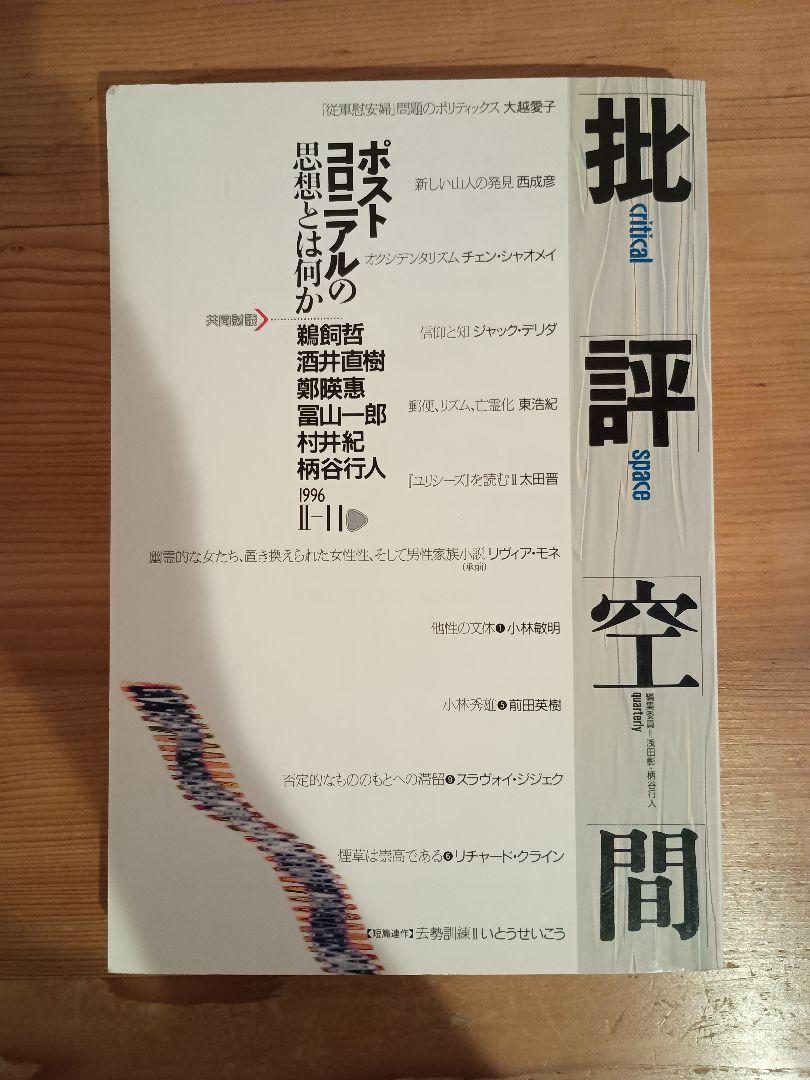 批評空間
critical
space
quarterly
編集委員=浅田彰・柄谷行人
「従軍慰安婦」問題のポリティックス 大越愛子
新しい山人の発見 西成彦
オクシデンタリズム チェン・シャオメイ
信仰と知 ジャック・デリダ
郵便、リズム、亡霊化 東浩紀
『ユリシーズ』を読むⅡ 太田晋
幽霊的な女たち、置き換えられた女性性、そして男性家族小説 リヴィア・モネ
(承前)
他性の文体❶ 小林敏明
小林秀雄❺ 前田英樹
否定的なもののもとへの滞留❾ スラヴォイ・ジジェク
煙草は崇高である❻ リチャード・クライン
【短篇連作】去勢訓練Ⅱ いとうせいこう
ポスト
コロニアルの
思想とは何か
共同討議
鵜飼哲
酒井直樹
鄭暎惠
冨山一郎
村井紀
柄谷行人
1996
Ⅱ—11